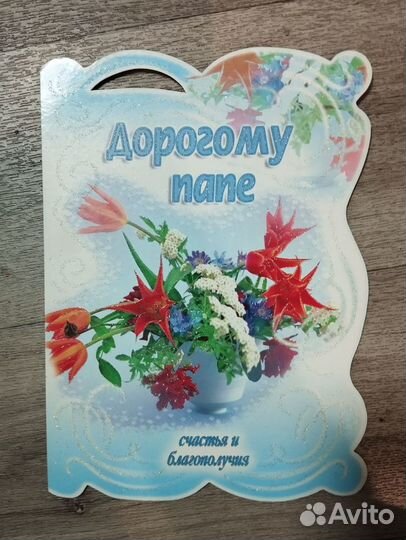 Дорогому
папе
счастья и
благополучия
Avito